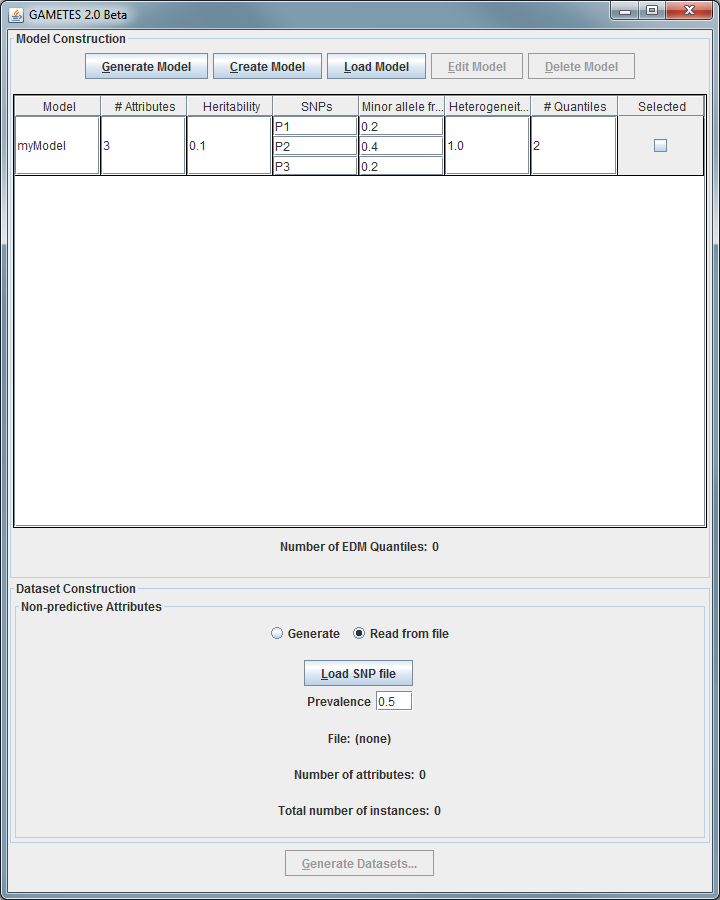 GAMETES 2.0 Beta
Model Construction
Generate Model Create Model Load Model Edit Model Delete Model
Model # Attributes Heritability SNPs Minor allele fr... Heterogeneit... # Quantiles Selected
P1 0.2
myModel 3 0.1 P2 0.4 1.0 2
P3 0.2
Number of EDM Quantiles: 0
Dataset Construction
Non-predictive Attributes
Generate Read from file
Load SNP file
Prevalence 0.5
File: (none)
Number of attributes: 0
Total number of instances: 0
Generate Datasets...